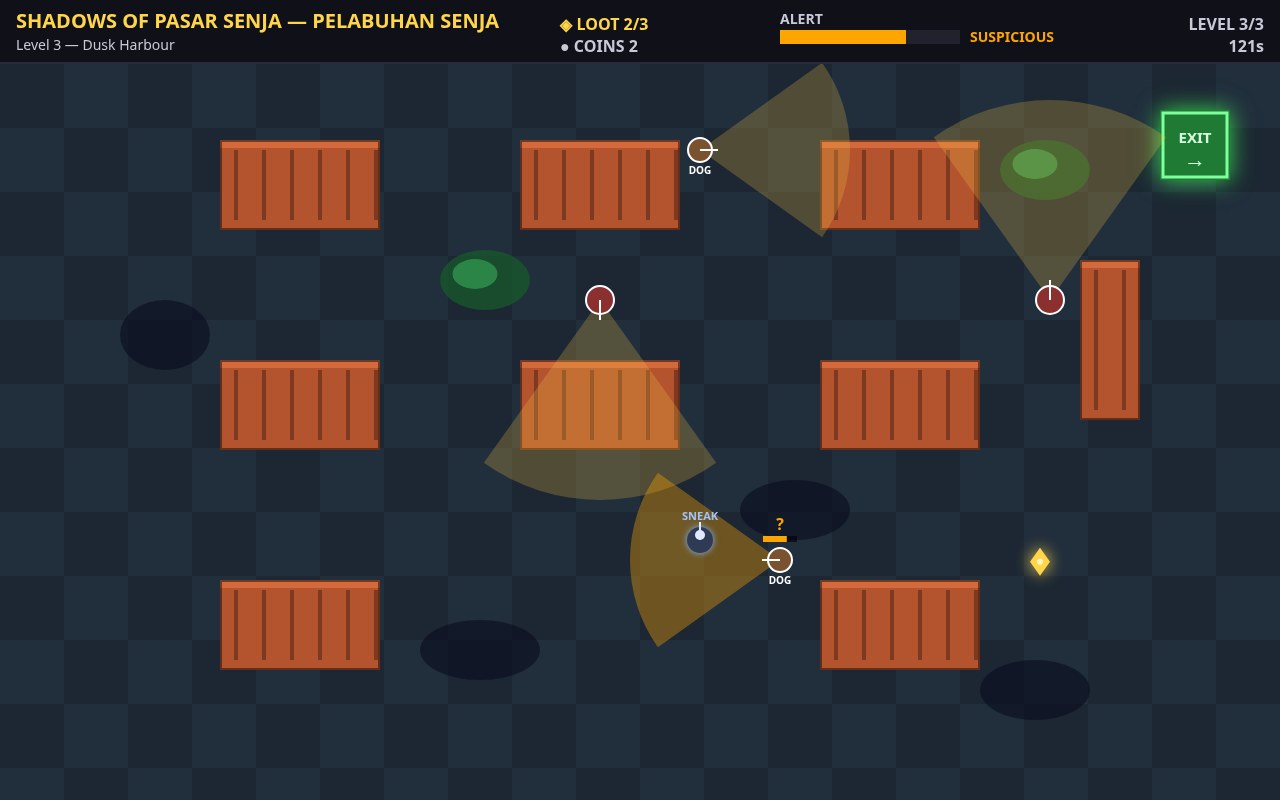 SHADOWS OF PASAR SENJA — PELABUHAN SENJA
Level 3 — Dusk Harbour
◈ LOOT 2/3
● COINS 2
ALERT
SUSPICIOUS
LEVEL 3/3
121s
EXIT
→
DOG
SNEAK
?
DOG